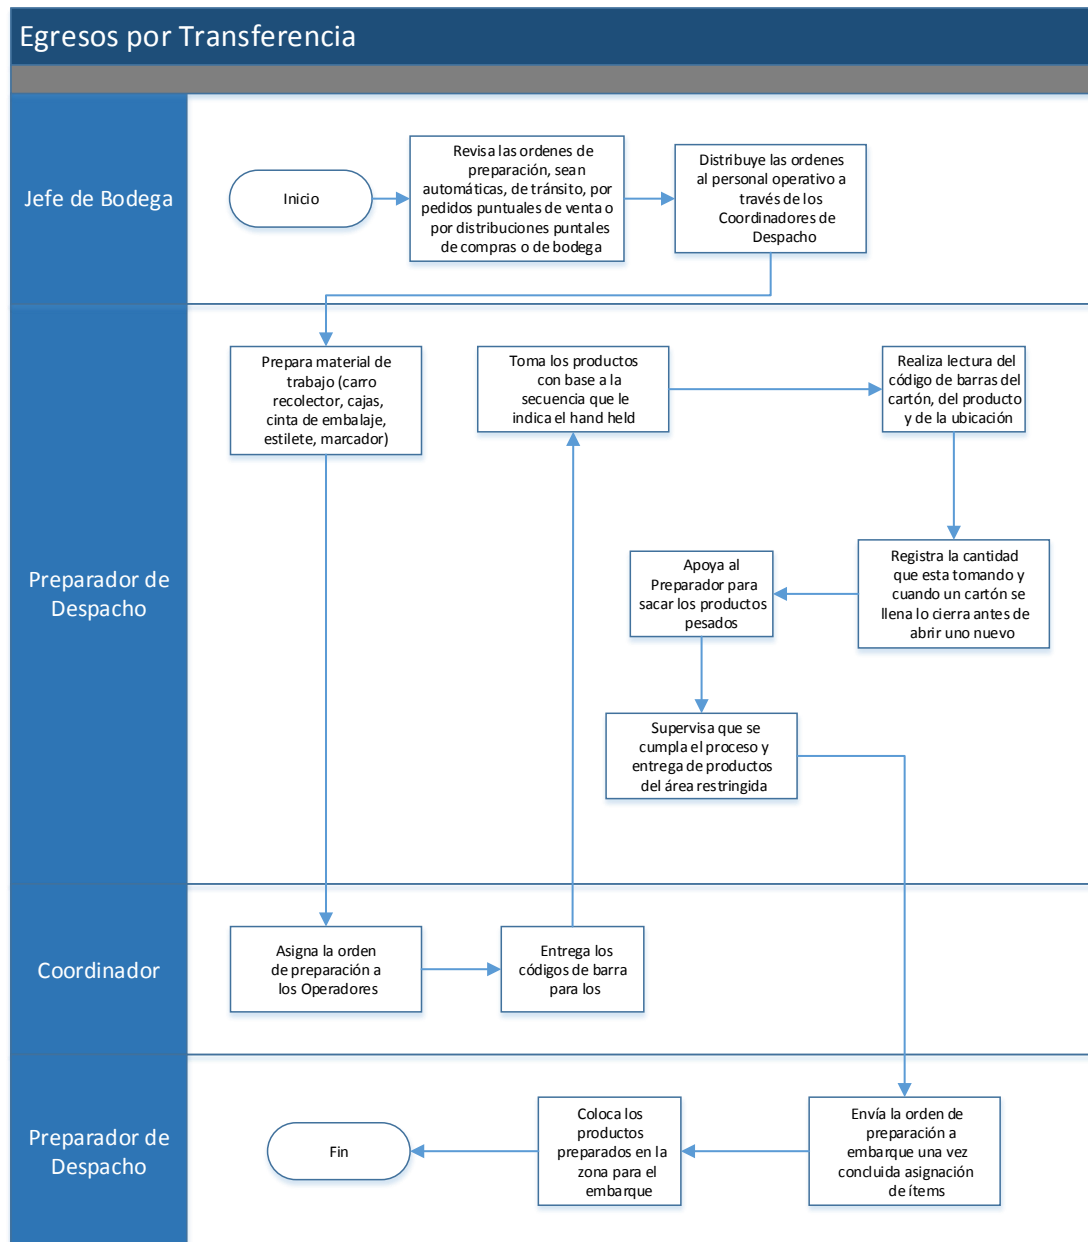 Egresos por Transferencia
Jefe de Bodega
Inicio
Revisa las ordenes de
preparación, sean
automáticas, de tránsito, por
pedidos puntuales de venta o
por distribuciones puntales
de compras o de bodega
Distribuye las ordenes
al personal operativo a
través de los
Coordinadores de
Despacho
Preparador de
Despacho
Prepara material de
trabajo (carro
recolector, cajas,
cinta de embalaje,
estilete, marcador)
Toma los productos
con base a la
secuencia que le
indica el hand held
Realiza lectura del
código de barras del
cartón, del producto
y de la ubicación
Registra la cantidad
que esta tomando y
cuando un cartón se
llena lo cierra antes de
abrir uno nuevo
Apoya al
Preparador para
sacar los productos
pesados
Supervisa que se
cumpla el proceso y
entrega de productos
del área restringida
Coordinador
Asigna la orden
de preparación a
los Operadores
Entrega los
códigos de barra
para los
Preparador de
Despacho
Envía la orden de
preparación a
embarque una vez
concluida asignación
de ítems
Coloca los
productos
preparados en la
zona para el
embarque
Fin